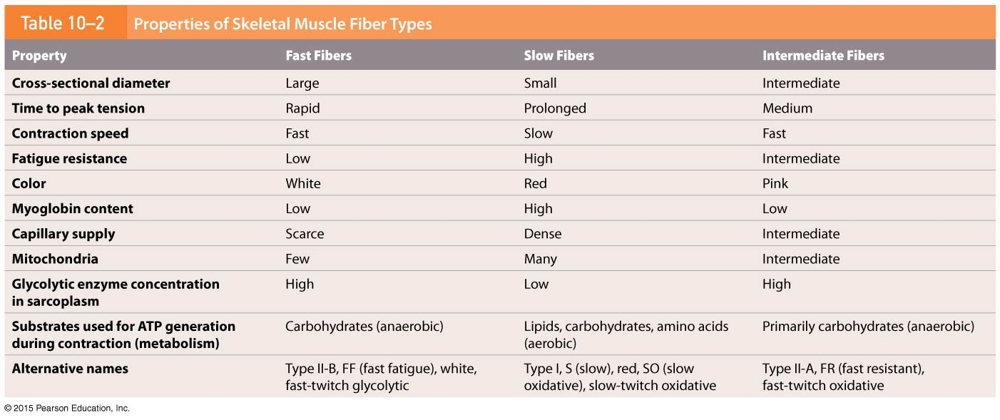 Table 10–2 Properties of Skeletal Muscle Fiber Types
Property Fast Fibers Slow Fibers Intermediate Fibers
Cross-sectional diameter Large Small Intermediate
Time to peak tension Rapid Prolonged Medium
Contraction speed Fast Slow Fast
Fatigue resistance Low High Intermediate
Color White Red Pink
Myoglobin content Low High Low
Capillary supply Scarce Dense Intermediate
Mitochondria Few Many Intermediate
Glycolytic enzyme concentration High Low High
in sarcoplasm
Substrates used for ATP generation Carbohydrates (anaerobic) Lipids, carbohydrates, amino acids Primarily carbohydrates (anaerobic)
during contraction (metabolism) (aerobic)
Alternative names Type II-B, FF (fast fatigue), white, Type I, S (slow), red, SO (slow Type II-A, FR (fast resistant),
fast-twitch glycolytic oxidative), slow-twitch oxidative fast-twitch oxidative
© 2015 Pearson Education, Inc.